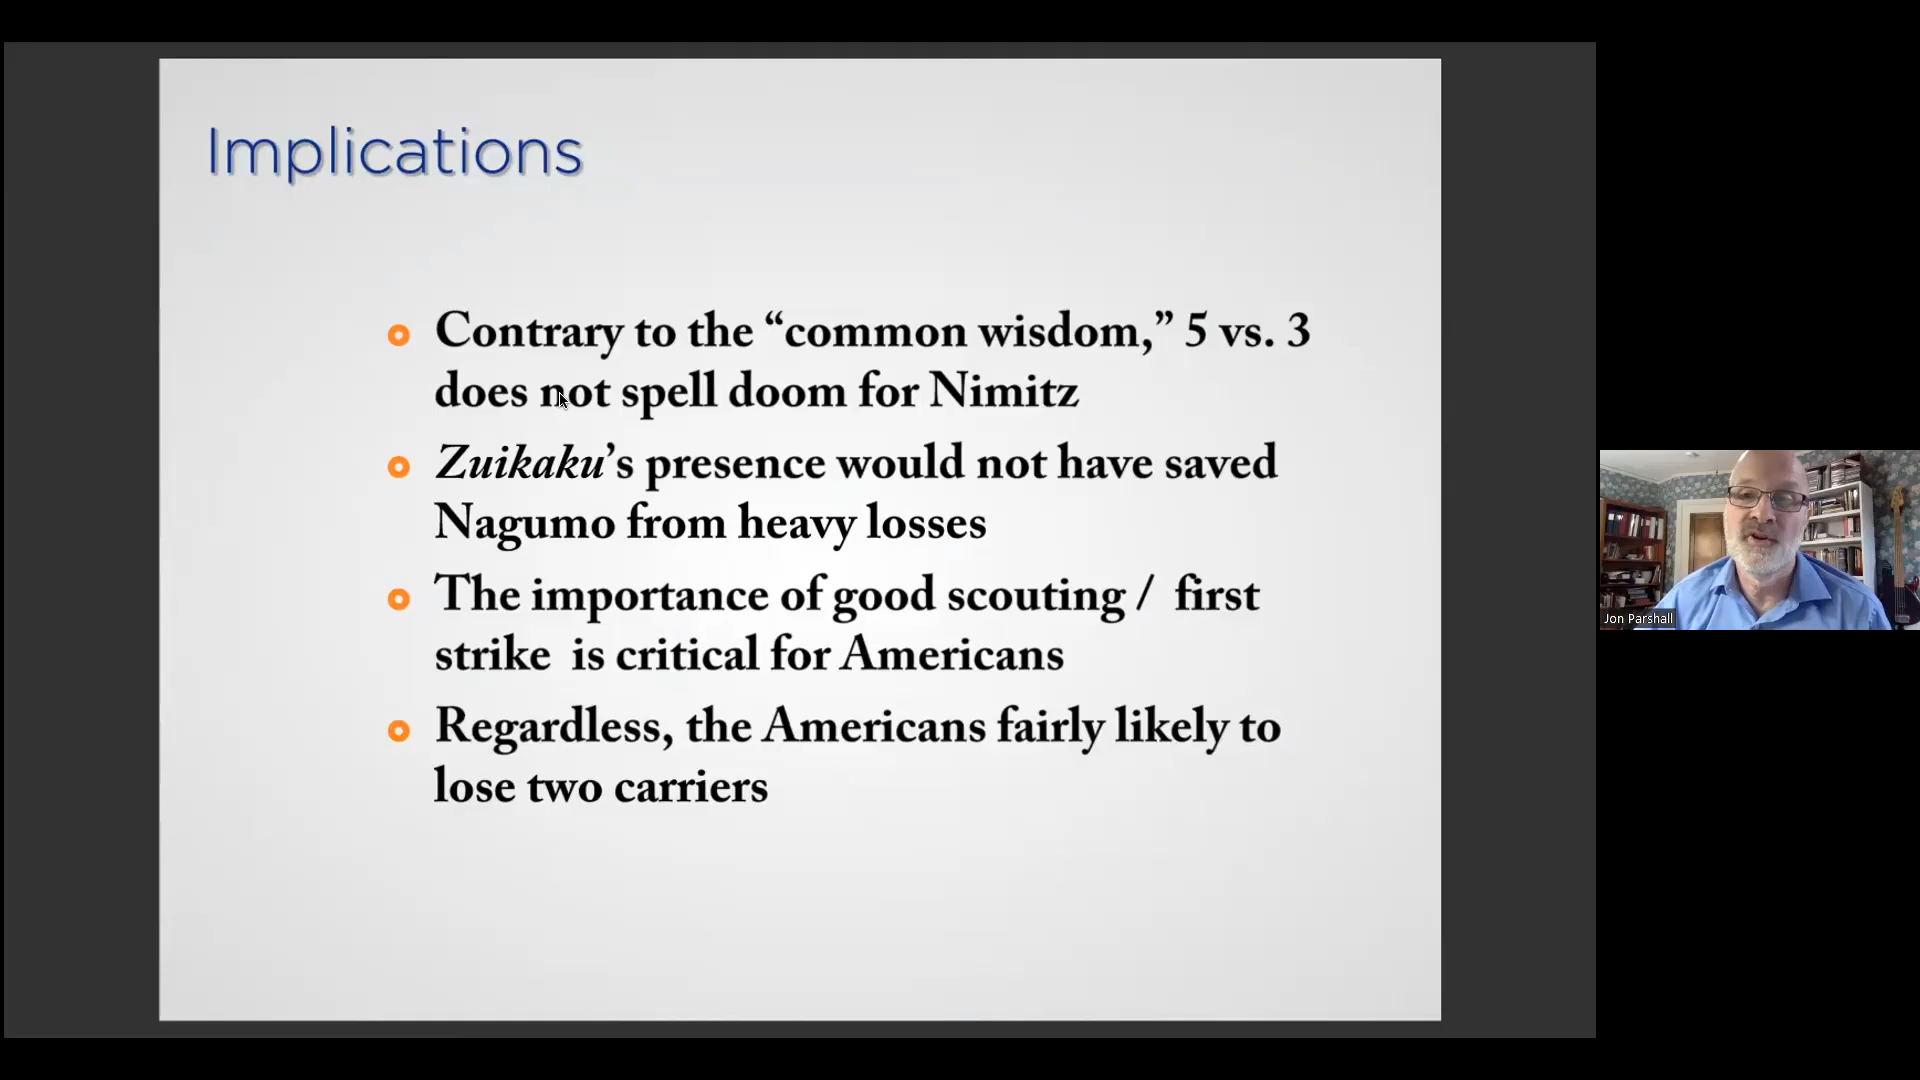 Implications
Contrary to the “common wisdom,” 5 vs. 3
does not spell doom for Nimitz
Zuikaku’s presence would not have saved
Nagumo from heavy losses
The importance of good scouting / first
strike is critical for Americans
Regardless, the Americans fairly likely to
lose two carriers
Jon Parshall